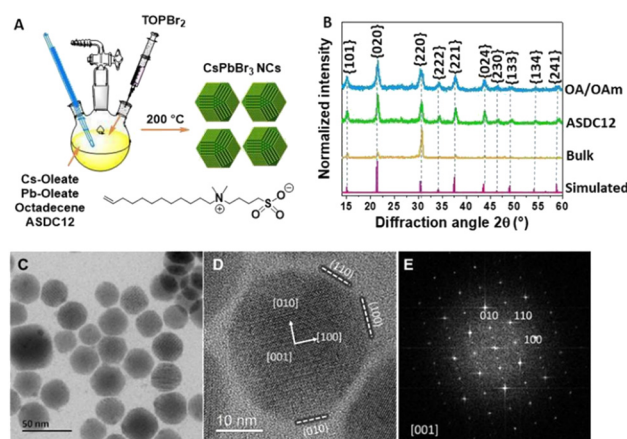 A
TOPBr₂
CsPbBr₃ NCs
200 °C
Cs-Oleate
Pb-Oleate
Octadecene
ASDC12
N
⊕
S
O
O
O⁻
B
Normalized intensity
{101}
{020}
{220}
{222}
{221}
{024}
{230}
{133}
{134}
{241}
OA/OAm
ASDC12
Bulk
Simulated
15 20 25 30 35 40 45 50 55 60
Diffraction angle 2θ (°)
C
50 nm
D
(110)
(100)
[010]
[100]
[001]
(010)
10 nm
E
010
110
100
[001]